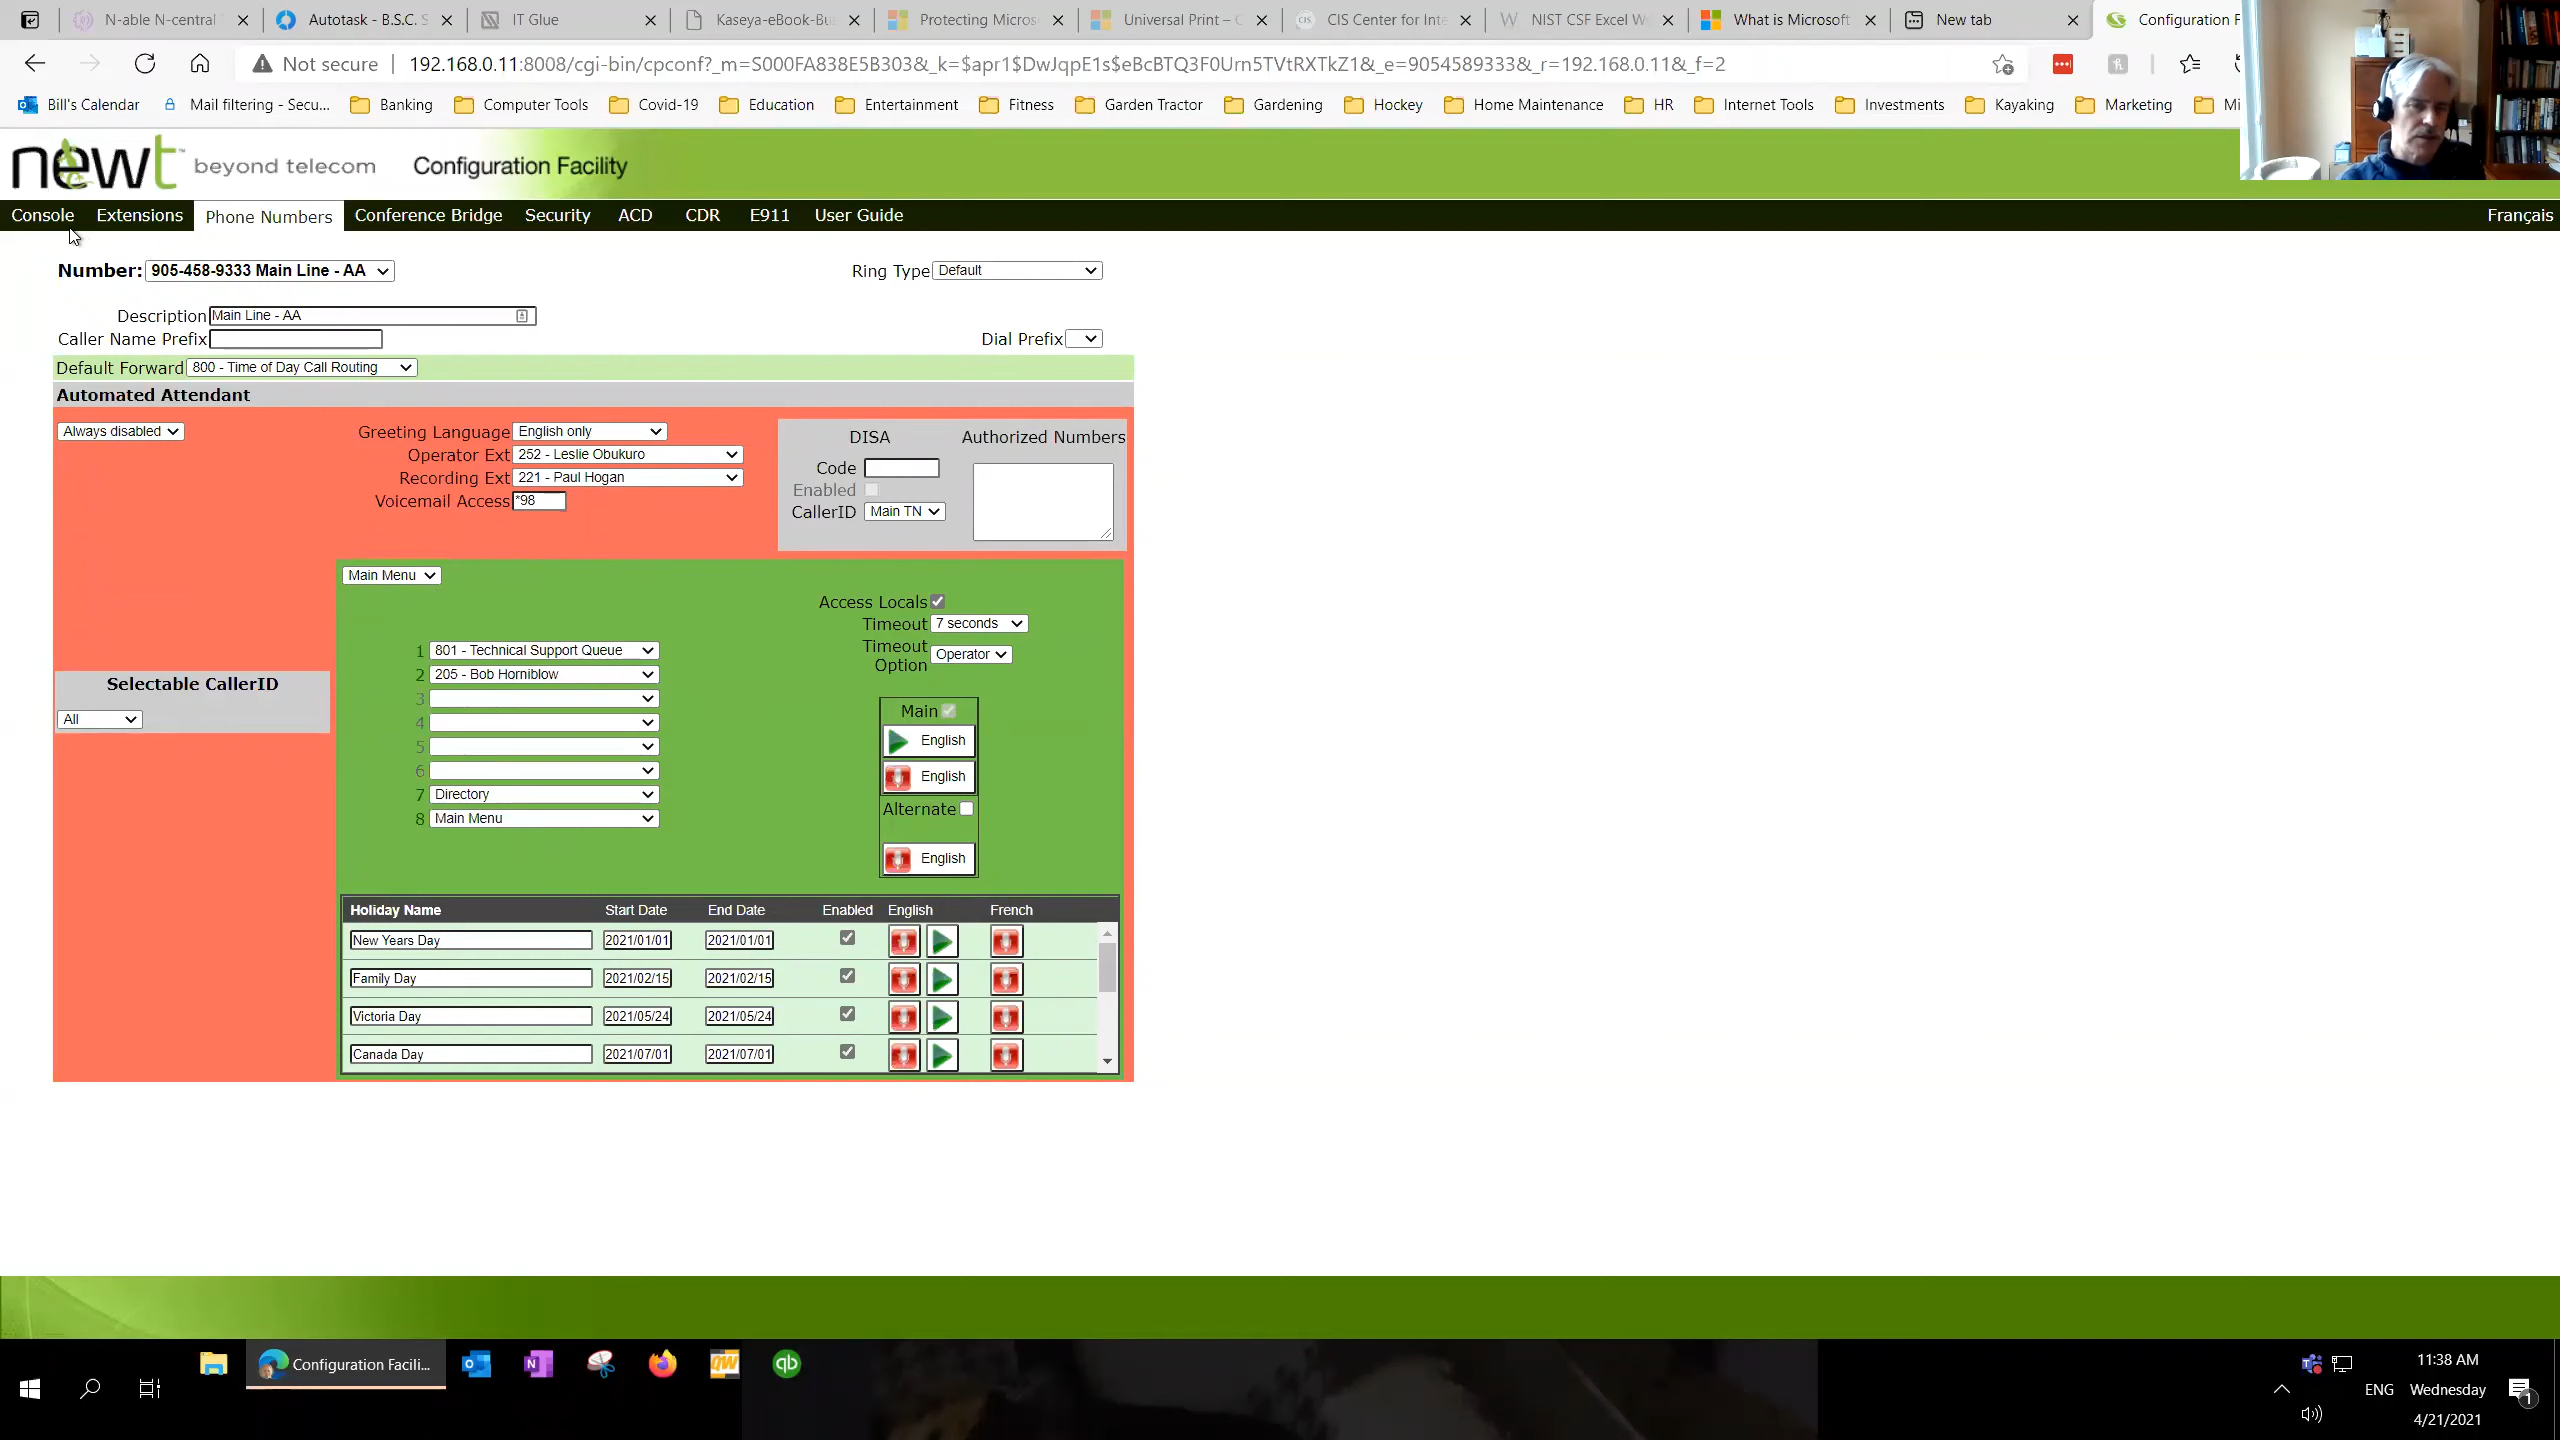 N-able N-central
Autotask - B.S.C. S
IT Glue
Kaseya-eBook-Bu
Protecting Micros
Universal Print – C
CIS Center for Inte
NIST CSF Excel W
What is Microsoft
New tab
Configuration F
Not secure
192.168.0.11:8008/cgi-bin/cpconf?_m=S000FA838E5B303&_k=$apr1$DwJqpE1s$eBcBTQ3F0Urn5TVtRXTkZ1&_e=9054589333&_r=192.168.0.11&_f=2
Bill's Calendar
Mail filtering - Secu...
Banking
Computer Tools
Covid-19
Education
Entertainment
Fitness
Garden Tractor
Gardening
Hockey
Home Maintenance
HR
Internet Tools
Investments
Kayaking
Marketing
Mi
newt beyond telecom Configuration Facility
Console Extensions Phone Numbers Conference Bridge Security ACD CDR E911 User Guide Français
Number: 905-458-9333 Main Line - AA
Ring Type Default
Description Main Line - AA
Caller Name Prefix
Dial Prefix
Default Forward 800 - Time of Day Call Routing
Automated Attendant
Always disabled
Greeting Language English only
Operator Ext 252 - Leslie Obukuro
Recording Ext 221 - Paul Hogan
Voicemail Access *98
DISA
Authorized Numbers
Code
Enabled
CallerID Main TN
Main Menu
Access Locals
Timeout 7 seconds
Timeout
Option Operator
1 801 - Technical Support Queue
2 205 - Bob Horniblow
3
4
5
6
7 Directory
8 Main Menu
Selectable CallerID
All
Main
English
English
Alternate
English
Holiday Name Start Date End Date Enabled English French
New Years Day 2021/01/01 2021/01/01
Family Day 2021/02/15 2021/02/15
Victoria Day 2021/05/24 2021/05/24
Canada Day 2021/07/01 2021/07/01
Configuration Facili...
N
QW
qb
11:38 AM
ENG Wednesday
4/21/2021
1